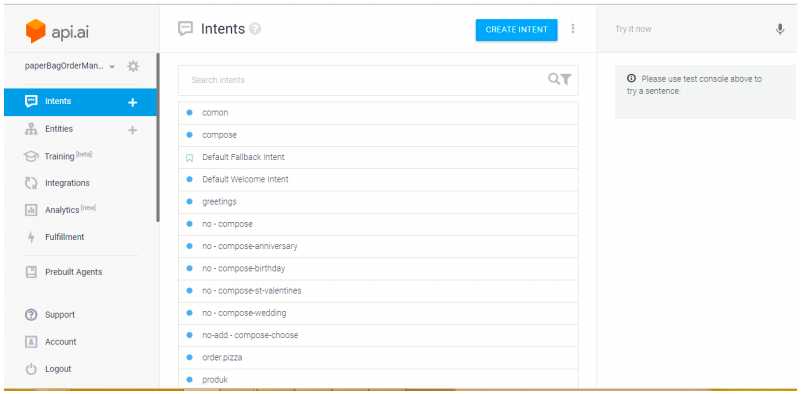 api.ai
paperBagOrderMan...
Intents
Entities
Training [beta]
Integrations
Analytics [new]
Fulfillment
Prebuilt Agents
Support
Account
Logout
Intents ?
CREATE INTENT
Search intents
comon
compose
Default Fallback Intent
Default Welcome Intent
greetings
no - compose
no - compose-anniversary
no - compose-birthday
no - compose-st-valentines
no - compose-wedding
no-add - compose-choose
order.pizza
produk
Try it now
Please use test console above to
try a sentence.